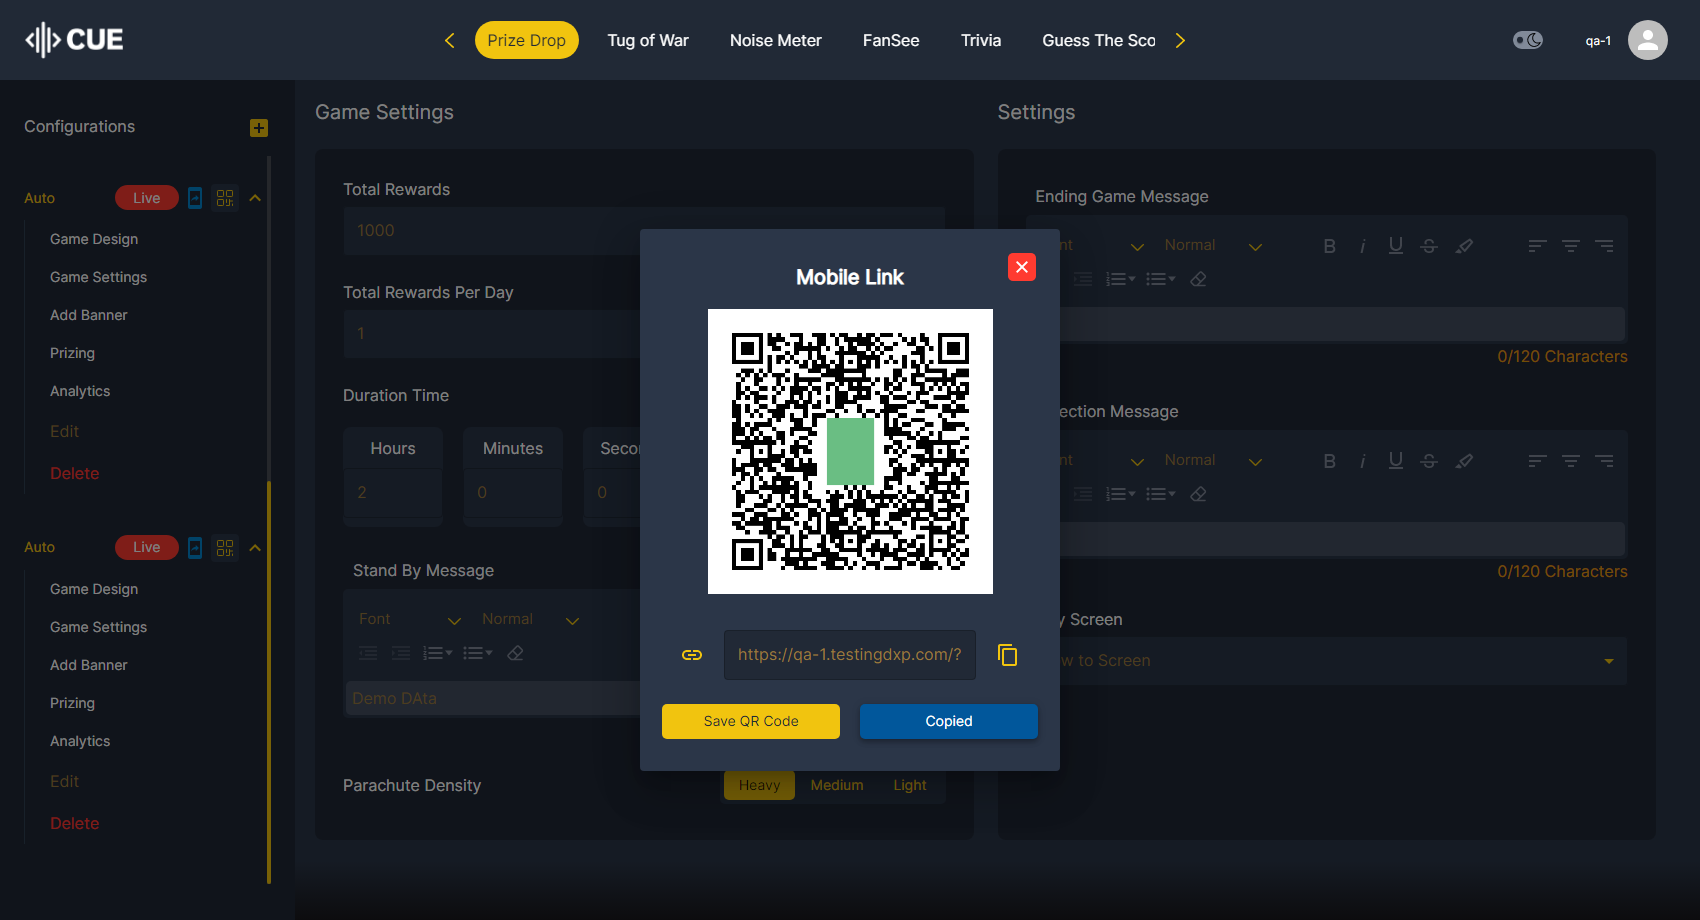 CUE
Prize Drop
Tug of War
Noise Meter
FanSee
Trivia
Guess The Sco
qa-1
Configurations
Auto
Live
Game Design
Game Settings
Add Banner
Prizing
Analytics
Edit
Delete
Auto
Live
Game Design
Game Settings
Add Banner
Prizing
Analytics
Edit
Delete
Game Settings
Total Rewards
1000
Total Rewards Per Day
1
Duration Time
Hours
Minutes
Secon
2
0
0
Stand By Message
Font
Normal
Demo DAta
Parachute Density
Heavy
Medium
Light
Mobile Link
https://qa-1.testingdxp.com/?
Save QR Code
Copied
Settings
Ending Game Message
nt
Normal
B
i
U
S
0/120 Characters
ection Message
nt
Normal
B
i
U
S
0/120 Characters
y Screen
w to Screen